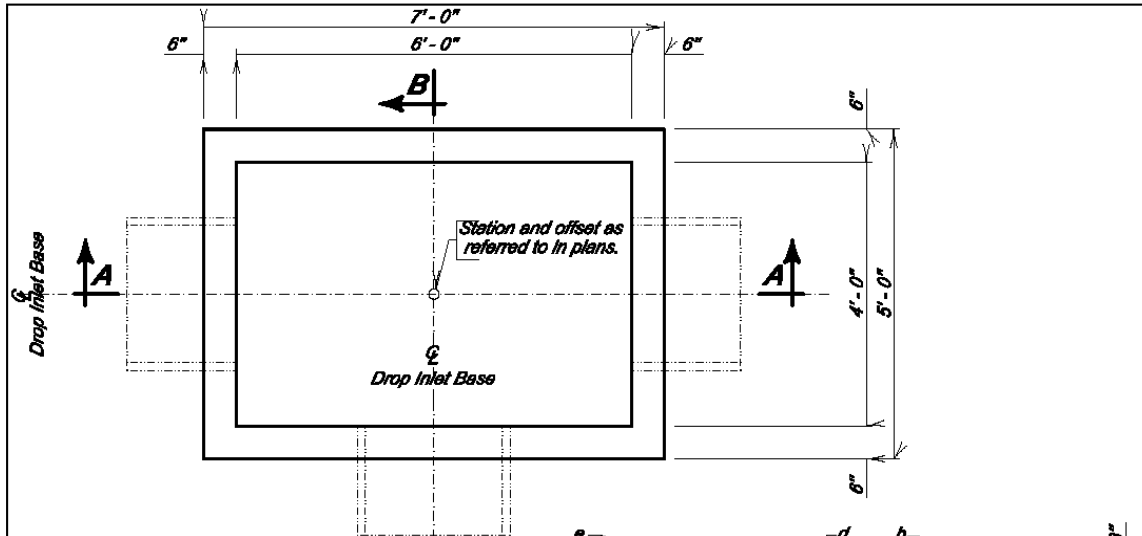 7'- 0"
6"
6'- 0"
6"
B
6"
Station and offset as
referred to in plans.
A
A
℄
Drop Inlet Base
4'- 0"
5'- 0"
℄
Drop Inlet Base
6"
d